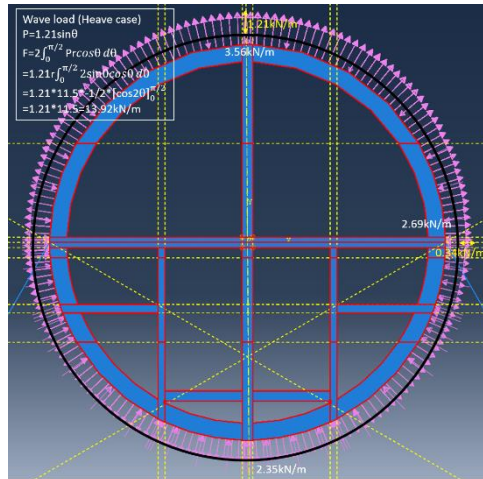 Wave load (Heave case)
P=1.21sinθ
F=2∫₀^π/2 Prcosθ dθ
=1.21r∫₀^π/2 2sinθcosθ dθ
=1.21*11.5*-1/2*[cos2θ]₀^π/2
=1.21*11.5=13.92kN/m
1.21kN/m
3.56kN/m
2.69kN/m
0.34kN/m
2.35kN/m